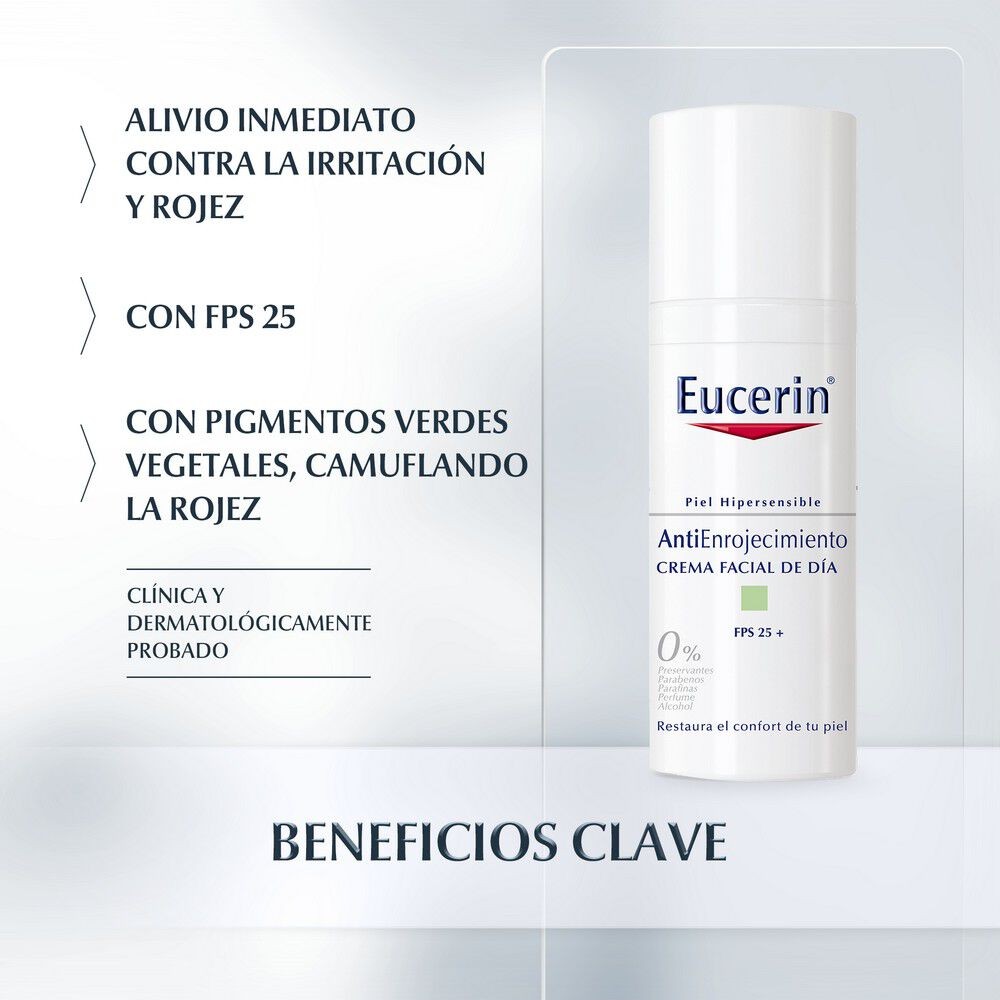 ALIVIO INMEDIATO
CONTRA LA IRRITACIÓN
Y ROJEZ
CON FPS 25
CON PIGMENTOS VERDES
VEGETALES, CAMUFLANDO
LA ROJEZ
CLÍNICA Y
DERMATOLÓGICAMENTE
PROBADO
Eucerin®
Piel Hipersensible
AntiEnrojecimiento
CREMA FACIAL DE DÍA
FPS 25 +
0%
Preservantes
Parabenos
Parafinas
Perfume
Alcohol
Restaura el confort de tu piel
BENEFICIOS CLAVE